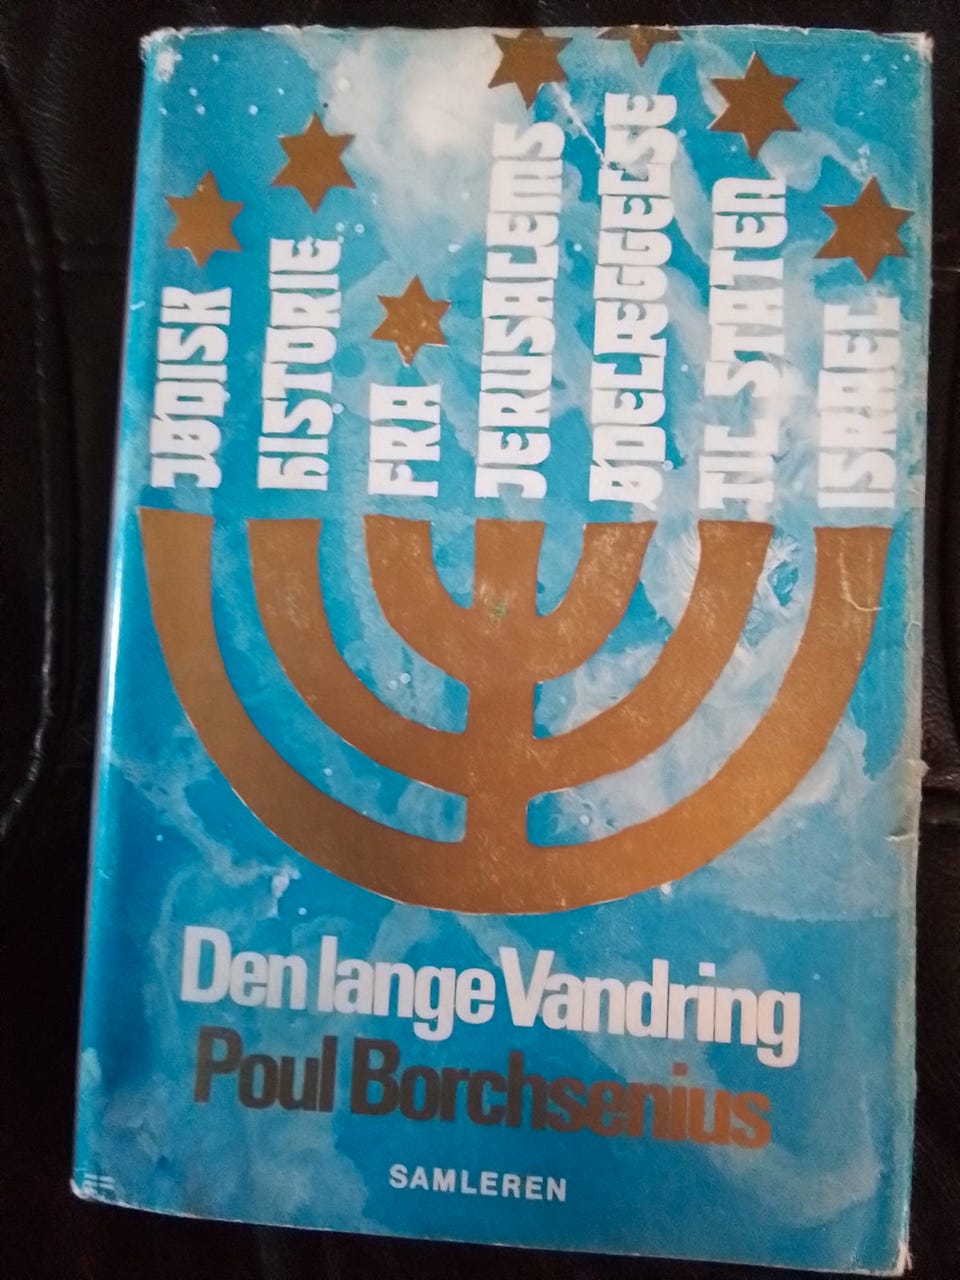 JØDISK
HISTORIE
FRA
JERUSALEMS
ØDELÆGGELSE
TIL STATEN
ISRAEL
Den lange Vandring
Poul Borchsenius
SAMLEREN